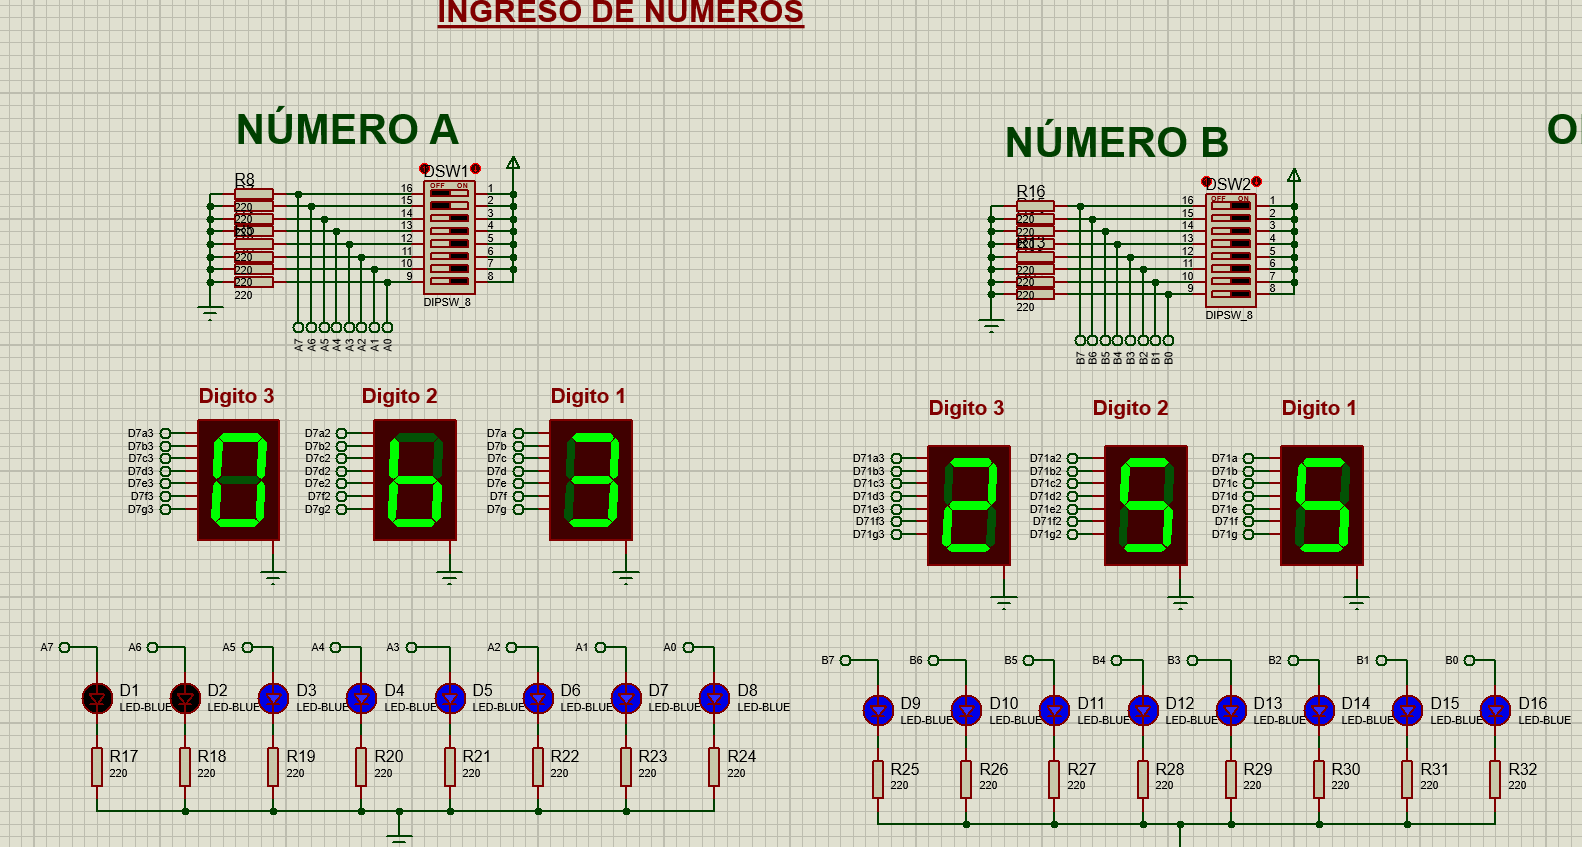 INGRESO DE NUMEROS
NÚMERO A
NÚMERO B
R8
DSW1
OFF ON
16 1
15 2
14 3
13 4
12 5
11 6
10 7
9 8
220
220
220
220
220
220
DIPSW_8
A7 A6 A5 A4 A3 A2 A1 A0
R16
DSW2
OFF ON
16 1
15 2
14 3
13 4
12 5
11 6
10 7
9 8
220
220
220
220
220
220
DIPSW_8
B7 B6 B5 B4 B3 B2 B1 B0
Digito 3 Digito 2 Digito 1
D7a3 D7a2 D7a
D7b3 D7b2 D7b
D7c3 D7c2 D7c
D7d3 D7d2 D7d
D7e3 D7e2 D7e
D7f3 D7f2 D7f
D7g3 D7g2 D7g
0 6 3
Digito 3 Digito 2 Digito 1
D71a3 D71a2 D71a
D71b3 D71b2 D71b
D71c3 D71c2 D71c
D71d3 D71d2 D71d
D71e3 D71e2 D71e
D71f3 D71f2 D71f
D71g3 D71g2 D71g
2 5 5
A7 A6 A5 A4 A3 A2 A1 A0
D1 D2 D3 D4 D5 D6 D7 D8
LED-BLUE LED-BLUE LED-BLUE LED-BLUE LED-BLUE LED-BLUE LED-BLUE LED-BLUE
R17 R18 R19 R20 R21 R22 R23 R24
220 220 220 220 220 220 220 220
B7 B6 B5 B4 B3 B2 B1 B0
D9 D10 D11 D12 D13 D14 D15 D16
LED-BLUE LED-BLUE LED-BLUE LED-BLUE LED-BLUE LED-BLUE LED-BLUE LED-BLUE
R25 R26 R27 R28 R29 R30 R31 R32
220 220 220 220 220 220 220 220